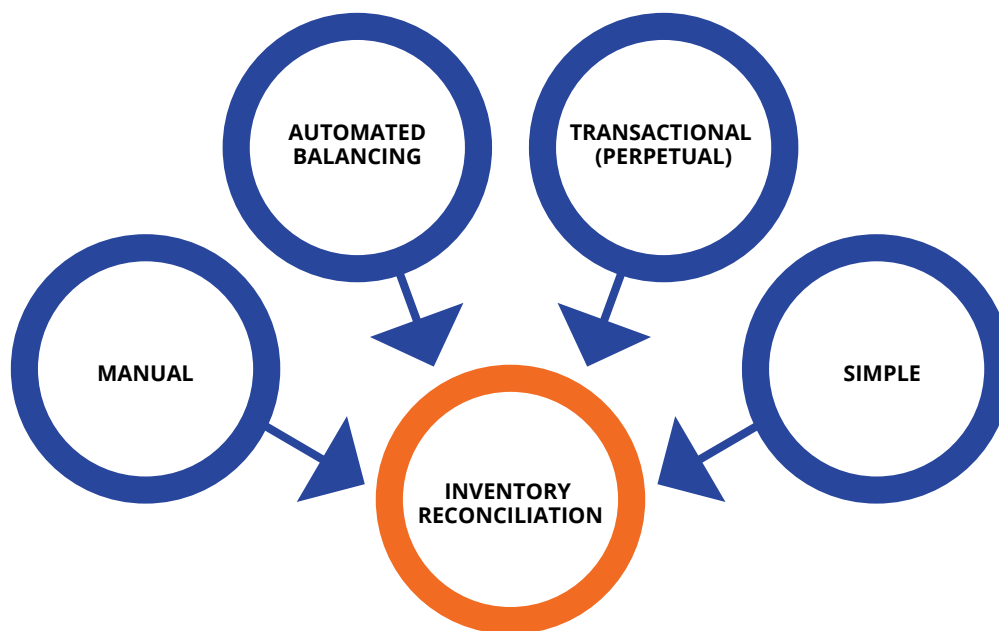 AUTOMATED
BALANCING
TRANSACTIONAL
(PERPETUAL)
MANUAL
SIMPLE
INVENTORY
RECONCILIATION